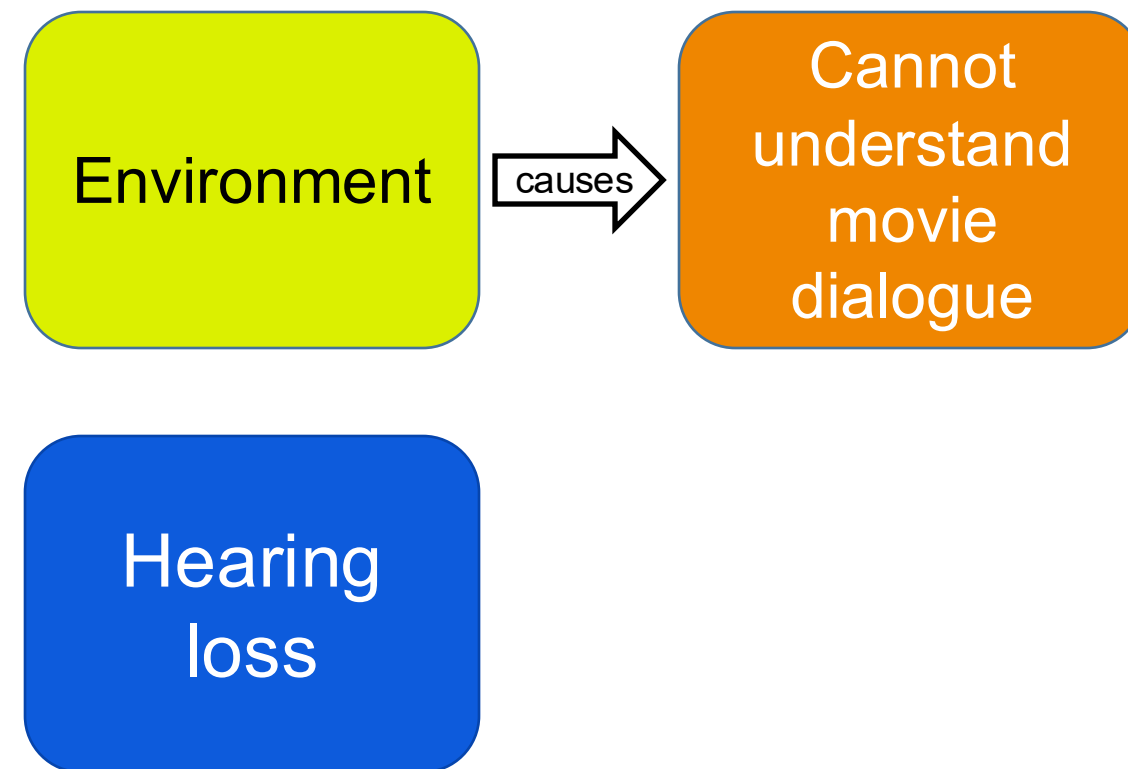 Environment
causes
Cannot
understand
movie
dialogue
Hearing
loss